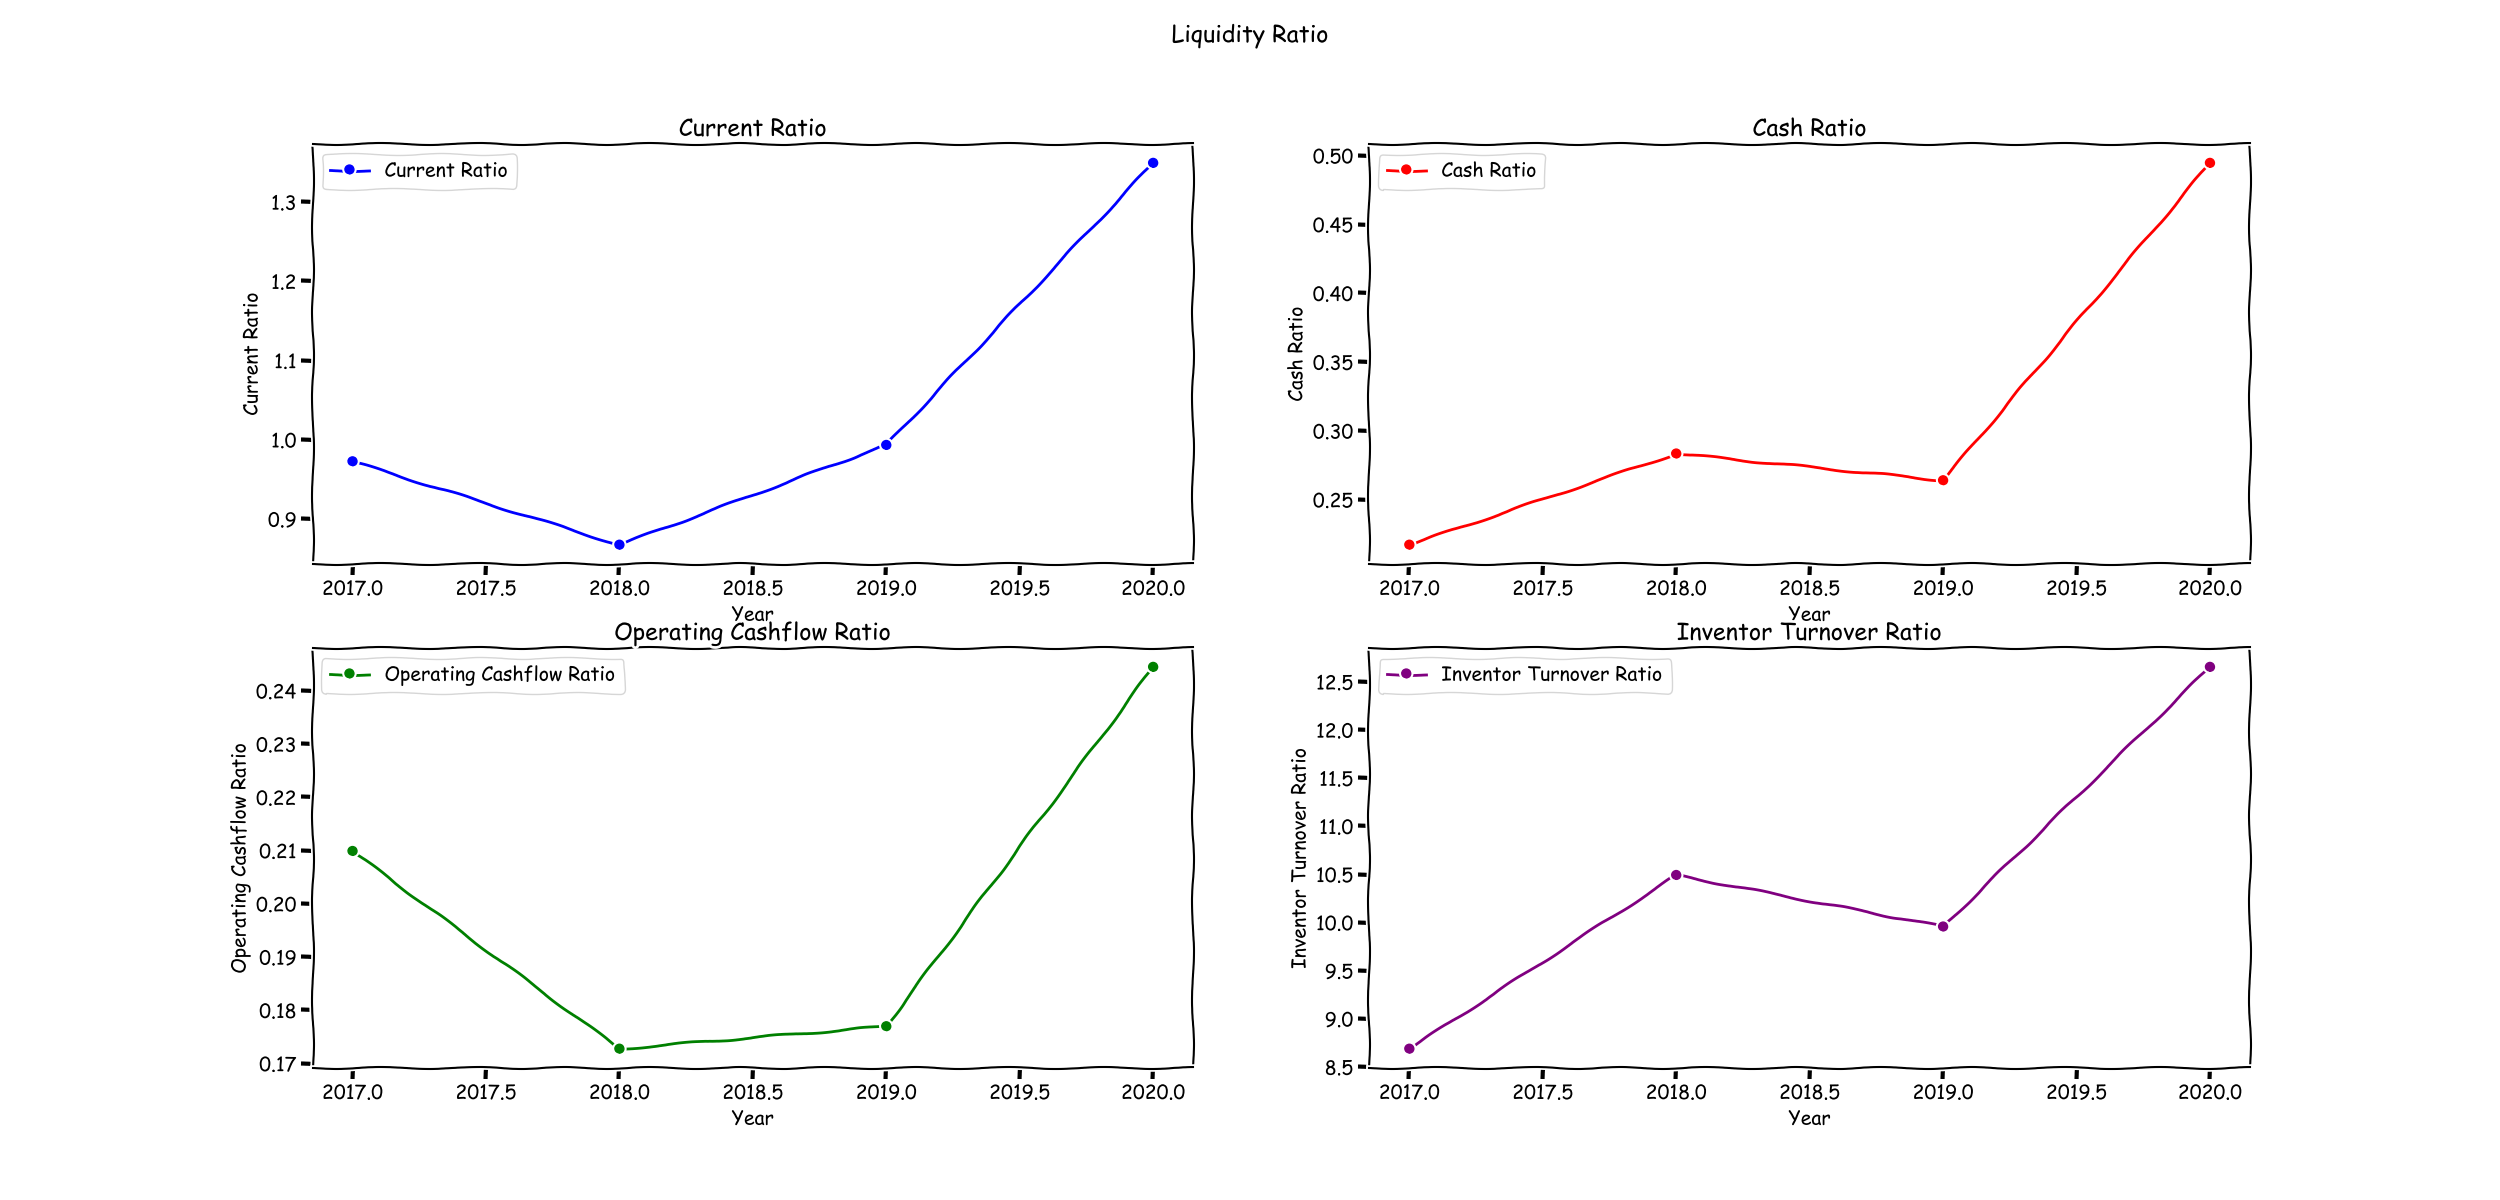 Liquidity Ratio
Current Ratio
Current Ratio
1.3
1.2
1.1
1.0
0.9
Current Ratio
2017.0 2017.5 2018.0 2018.5 2019.0 2019.5 2020.0
Year
Cash Ratio
Cash Ratio
0.50
0.45
0.40
0.35
0.30
0.25
Cash Ratio
2017.0 2017.5 2018.0 2018.5 2019.0 2019.5 2020.0
Year
Operating Cashflow Ratio
Operating Cashflow Ratio
0.24
0.23
0.22
0.21
0.20
0.19
0.18
0.17
Operating Cashflow Ratio
2017.0 2017.5 2018.0 2018.5 2019.0 2019.5 2020.0
Year
Inventor Turnover Ratio
Inventor Turnover Ratio
12.5
12.0
11.5
11.0
10.5
10.0
9.5
9.0
8.5
Inventor Turnover Ratio
2017.0 2017.5 2018.0 2018.5 2019.0 2019.5 2020.0
Year